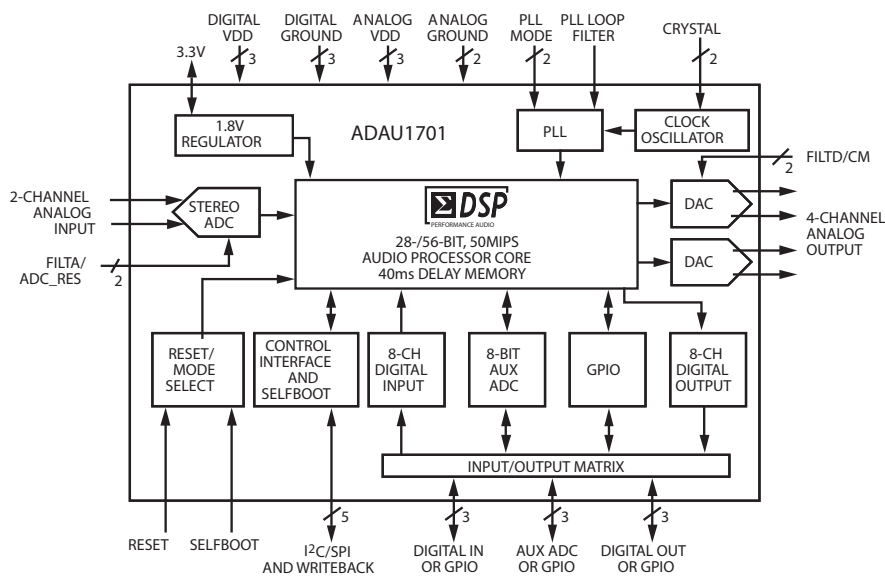 DIGITAL
VDD
DIGITAL
GROUND
ANALOG
VDD
ANALOG
GROUND
PLL
MODE
PLL LOOP
FILTER
CRYSTAL
3.3V
3
3
3
2
2
2
1.8V
REGULATOR
ADAU1701
PLL
CLOCK
OSCILLATOR
FILTD/CM
2
2-CHANNEL
ANALOG
INPUT
STEREO
ADC
Σ DSP
PERFORMANCE AUDIO
28-/56-BIT, 50MIPS
AUDIO PROCESSOR CORE
40ms DELAY MEMORY
DAC
DAC
4-CHANNEL
ANALOG
OUTPUT
FILTA/
ADC_RES
2
RESET/
MODE
SELECT
CONTROL
INTERFACE
AND
SELFBOOT
8-CH
DIGITAL
INPUT
8-BIT
AUX
ADC
GPIO
8-CH
DIGITAL
OUTPUT
INPUT/OUTPUT MATRIX
5
3
3
3
RESET
SELFBOOT
I²C/SPI
AND WRITEBACK
DIGITAL IN
OR GPIO
AUX ADC
OR GPIO
DIGITAL OUT
OR GPIO